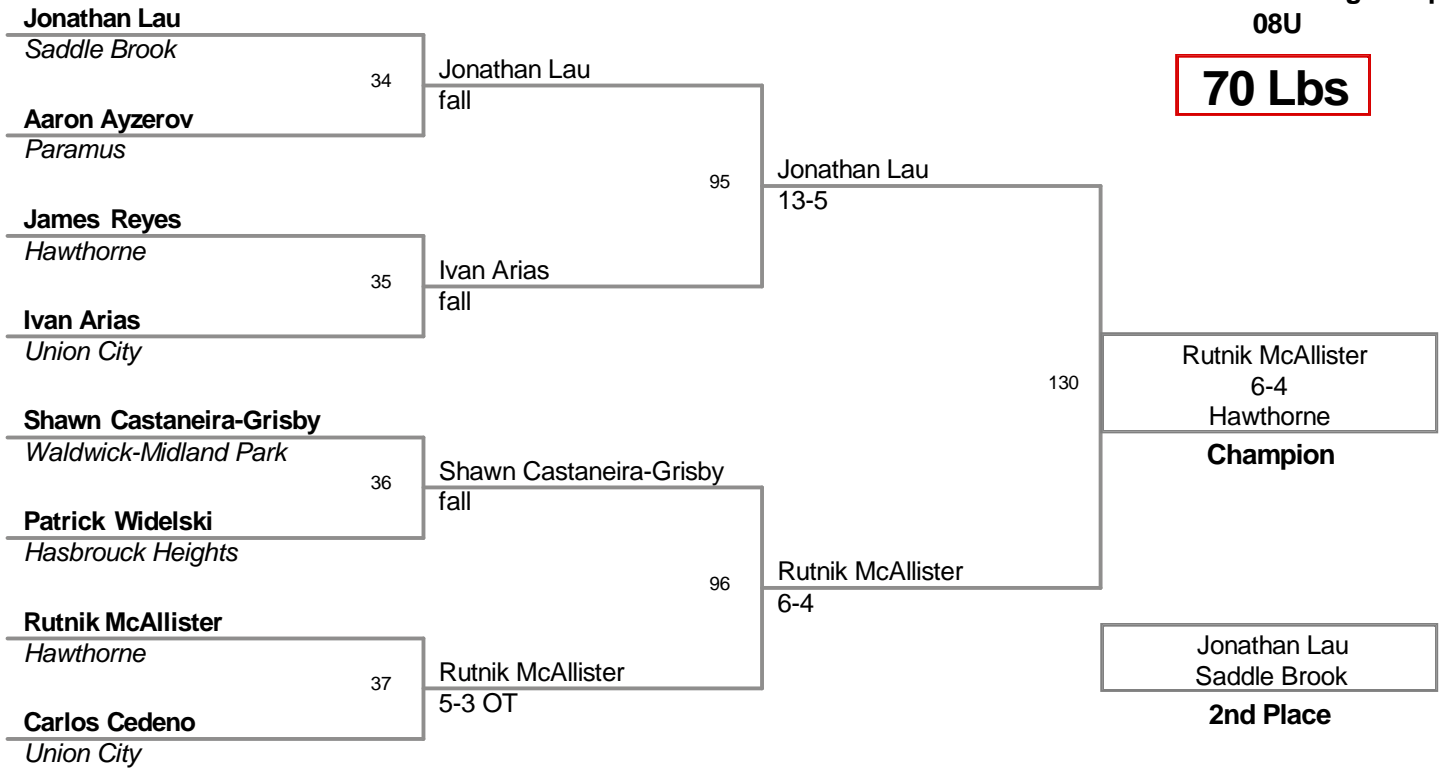 08U
70 Lbs
Jonathan Lau
Saddle Brook
34
Aaron Ayzerov
Paramus
James Reyes
Hawthorne
35
Ivan Arias
Union City
Shawn Castaneira-Grisby
Waldwick-Midland Park
36
Patrick Widelski
Hasbrouck Heights
Rutnik McAllister
Hawthorne
37
Carlos Cedeno
Union City
Jonathan Lau
fall
95
Ivan Arias
fall
Shawn Castaneira-Grisby
fall
96
Rutnik McAllister
5-3 OT
Jonathan Lau
13-5
130
Rutnik McAllister
6-4
Rutnik McAllister
6-4
Hawthorne
Champion
Jonathan Lau
Saddle Brook
2nd Place